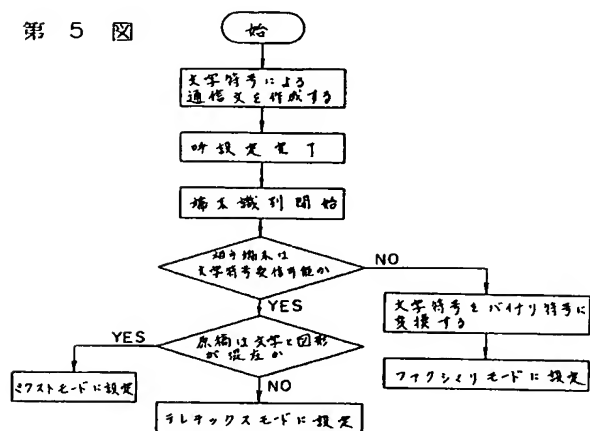 第 5 図
始
文字符号による
通信文を作成する
呼設定完了
端末識別開始
相手端末は
文字符号受信可能か
NO
YES
文字符号をバイナリ符号に
変換する
原稿は文字と図形
が混在か
YES
NO
ファクシミリモードに設定
ミクストモードに設定
テレテックスモードに設定